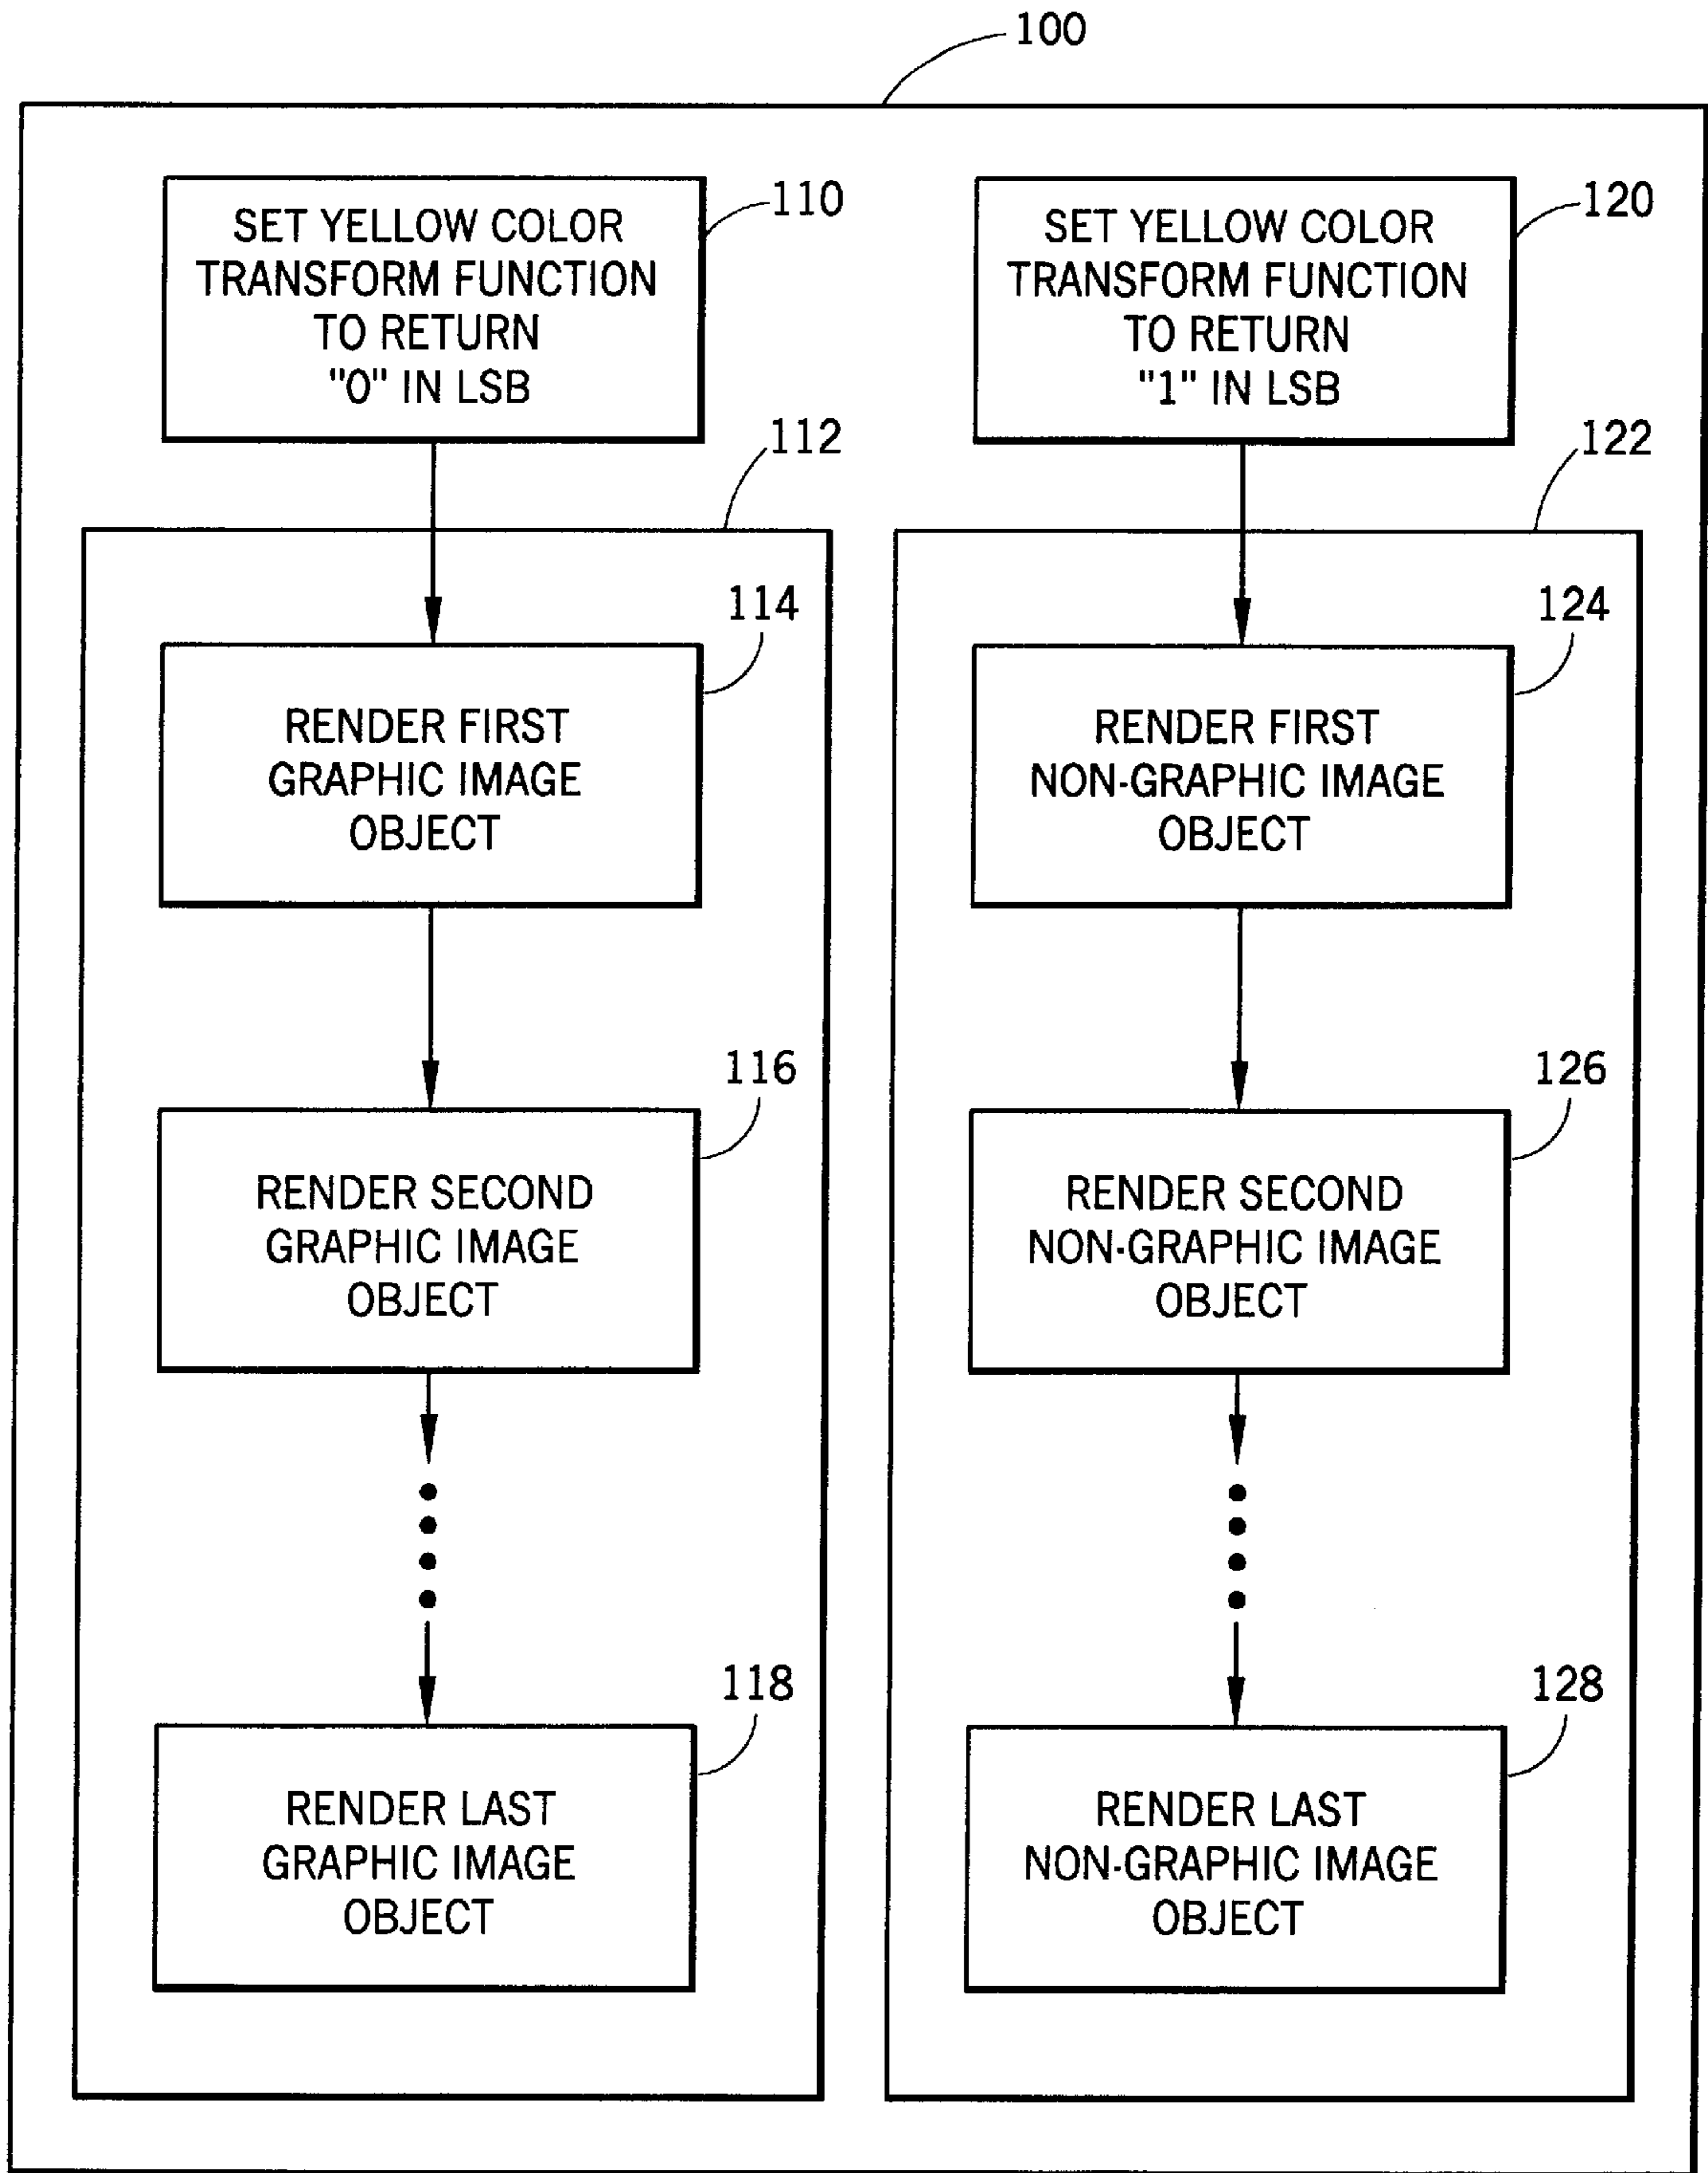 100
110
SET YELLOW COLOR
TRANSFORM FUNCTION
TO RETURN
"0" IN LSB
112
114
RENDER FIRST
GRAPHIC IMAGE
OBJECT
116
RENDER SECOND
GRAPHIC IMAGE
OBJECT
118
RENDER LAST
GRAPHIC IMAGE
OBJECT
120
SET YELLOW COLOR
TRANSFORM FUNCTION
TO RETURN
"1" IN LSB
122
124
RENDER FIRST
NON-GRAPHIC IMAGE
OBJECT
126
RENDER SECOND
NON-GRAPHIC IMAGE
OBJECT
128
RENDER LAST
NON-GRAPHIC IMAGE
OBJECT